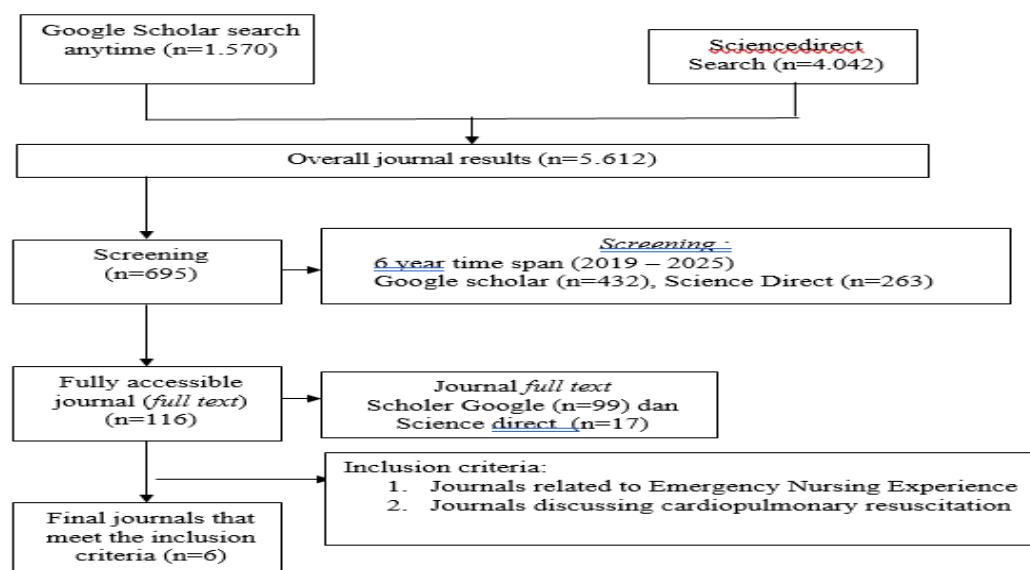 Google Scholar search
anytime (n=1.570)
Sciencedirect
Search (n=4.042)
Overall journal results (n=5.612)
Screening
(n=695)
Screening :
6 year time span (2019 – 2025)
Google scholar (n=432), Science Direct (n=263)
Fully accessible
journal (full text)
(n=116)
Journal full text
Scholer Google (n=99) dan
Science direct (n=17)
Inclusion criteria:
1. Journals related to Emergency Nursing Experience
2. Journals discussing cardiopulmonary resuscitation
Final journals that
meet the inclusion
criteria (n=6)